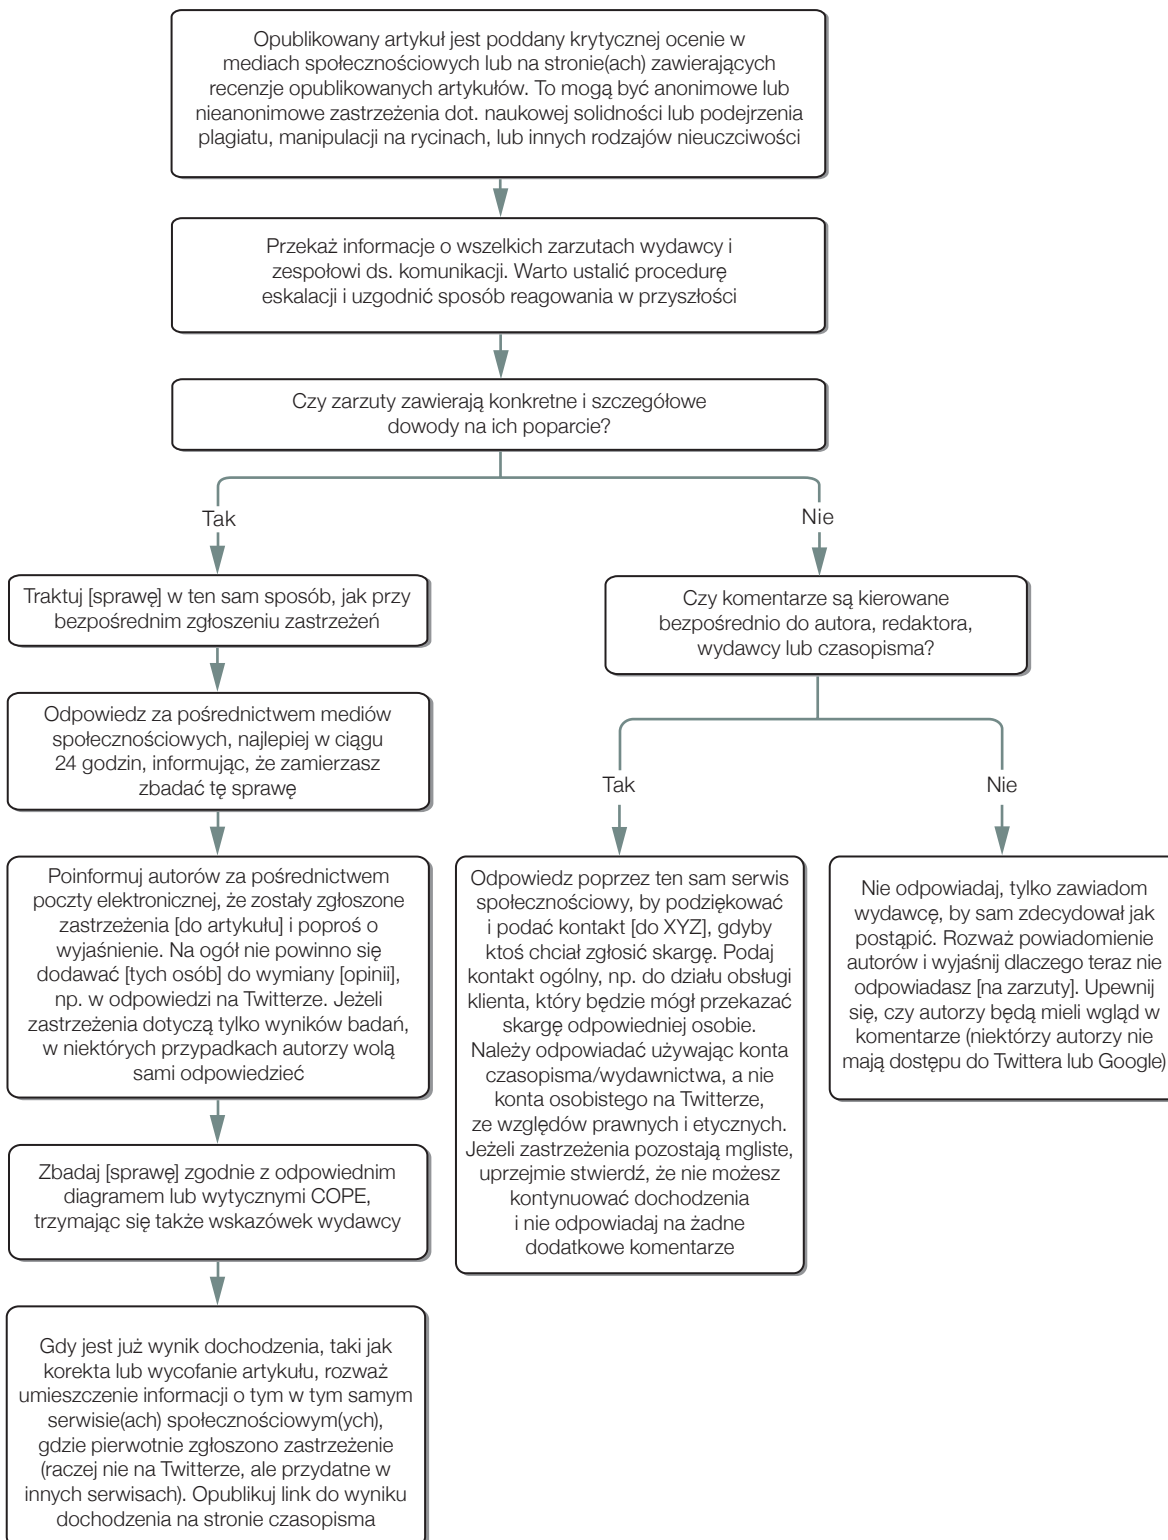 Opublikowany artykuł jest poddany krytycznej ocenie w
mediach społecznościowych lub na stronie(ach) zawierających
recenzje opublikowanych artykułów. To mogą być anonimowe lub
nieanonimowe zastrzeżenia dot. naukowej solidności lub podejrzenia
plagiatu, manipulacji na rycinach, lub innych rodzajów nieuczciwości
Przekaż informacje o wszelkich zarzutach wydawcy i
zespołowi ds. komunikacji. Warto ustalić procedurę
eskalacji i uzgodnić sposób reagowania w przyszłości
Czy zarzuty zawierają konkretne i szczegółowe
dowody na ich poparcie?
Tak
Traktuj [sprawę] w ten sam sposób, jak przy
bezpośrednim zgłoszeniu zastrzeżeń
Odpowiedz za pośrednictwem mediów
społecznościowych, najlepiej w ciągu
24 godzin, informując, że zamierzasz
zbadać tę sprawę
Poinformuj autorów za pośrednictwem
poczty elektronicznej, że zostały zgłoszone
zastrzeżenia [do artykułu] i poproś o
wyjaśnienie. Na ogół nie powinno się
dodawać [tych osób] do wymiany [opinii],
np. w odpowiedzi na Twitterze. Jeżeli
zastrzeżenia dotyczą tylko wyników badań,
w niektórych przypadkach autorzy wolą
sami odpowiedzieć
Zbadaj [sprawę] zgodnie z odpowiednim
diagramem lub wytycznymi COPE,
trzymając się także wskazówek wydawcy
Gdy jest już wynik dochodzenia, taki jak
korekta lub wycofanie artykułu, rozważ
umieszczenie informacji o tym w tym samym
serwisie(ach) społecznościowym(ych),
gdzie pierwotnie zgłoszono zastrzeżenie
(raczej nie na Twitterze, ale przydatne w
innych serwisach). Opublikuj link do wyniku
dochodzenia na stronie czasopisma
Nie
Czy komentarze są kierowane
bezpośrednio do autora, redaktora,
wydawcy lub czasopisma?
Tak
Odpowiedz poprzez ten sam serwis
społecznościowy, by podziękować
i podać kontakt [do XYZ], gdyby
ktoś chciał zgłosić skargę. Podaj
kontakt ogólny, np. do działu obsługi
klienta, który będzie mógł przekazać
skargę odpowiedniej osobie.
Należy odpowiadać używając konta
czasopisma/wydawnictwa, a nie
konta osobistego na Twitterze,
ze względów prawnych i etycznych.
Jeżeli zastrzeżenia pozostają mgliste,
uprzejmie stwierdź, że nie możesz
kontynuować dochodzenia
i nie odpowiadaj na żadne
dodatkowe komentarze
Nie
Nie odpowiadaj, tylko zawiadom
wydawcę, by sam zdecydował jak
postąpić. Rozważ powiadomienie
autorów i wyjaśnij dlaczego teraz nie
odpowiadasz [na zarzuty]. Upewnij
się, czy autorzy będą mieli wgląd w
komentarze (niektórzy autorzy nie
mają dostępu do Twittera lub Google)